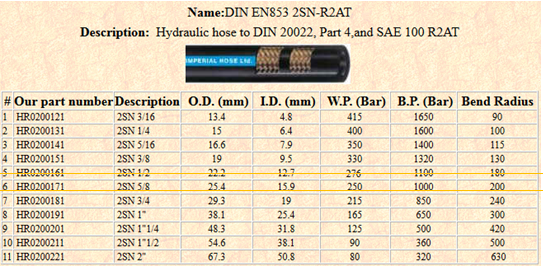 Name:DIN EN853 2SN-R2AT
Description: Hydraulic hose to DIN 20022, Part 4,and SAE 100 R2AT
IMPERIAL HOSE Ltd.
# Our part number Description O.D. (mm) I.D. (mm) W.P. (Bar) B.P. (Bar) Bend Radius
1 HR0200121 2SN 3/16 13.4 4.8 415 1650 90
2 HR0200131 2SN 1/4 15 6.4 400 1600 100
3 HR0200141 2SN 5/16 16.6 7.9 350 1400 115
4 HR0200151 2SN 3/8 19 9.5 330 1320 130
5 HR0200161 2SN 1/2 22.2 12.7 276 1100 180
6 HR0200171 2SN 5/8 25.4 15.9 250 1000 200
7 HR0200181 2SN 3/4 29.3 19 215 850 240
8 HR0200191 2SN 1" 38.1 25.4 165 650 300
9 HR0200201 2SN 1"1/4 48.3 31.8 125 500 420
10 HR0200211 2SN 1"1/2 54.6 38.1 90 360 500
11 HR0200221 2SN 2" 67.3 50.8 80 320 630